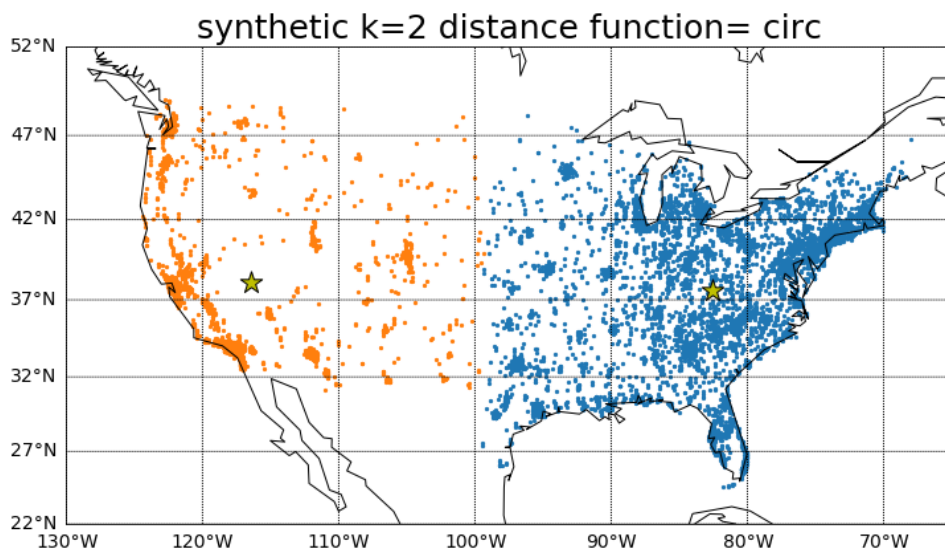 synthetic k=2 distance function= circ
52°N
47°N
42°N
37°N
32°N
27°N
22°N
130°W 120°W 110°W 100°W 90°W 80°W 70°W